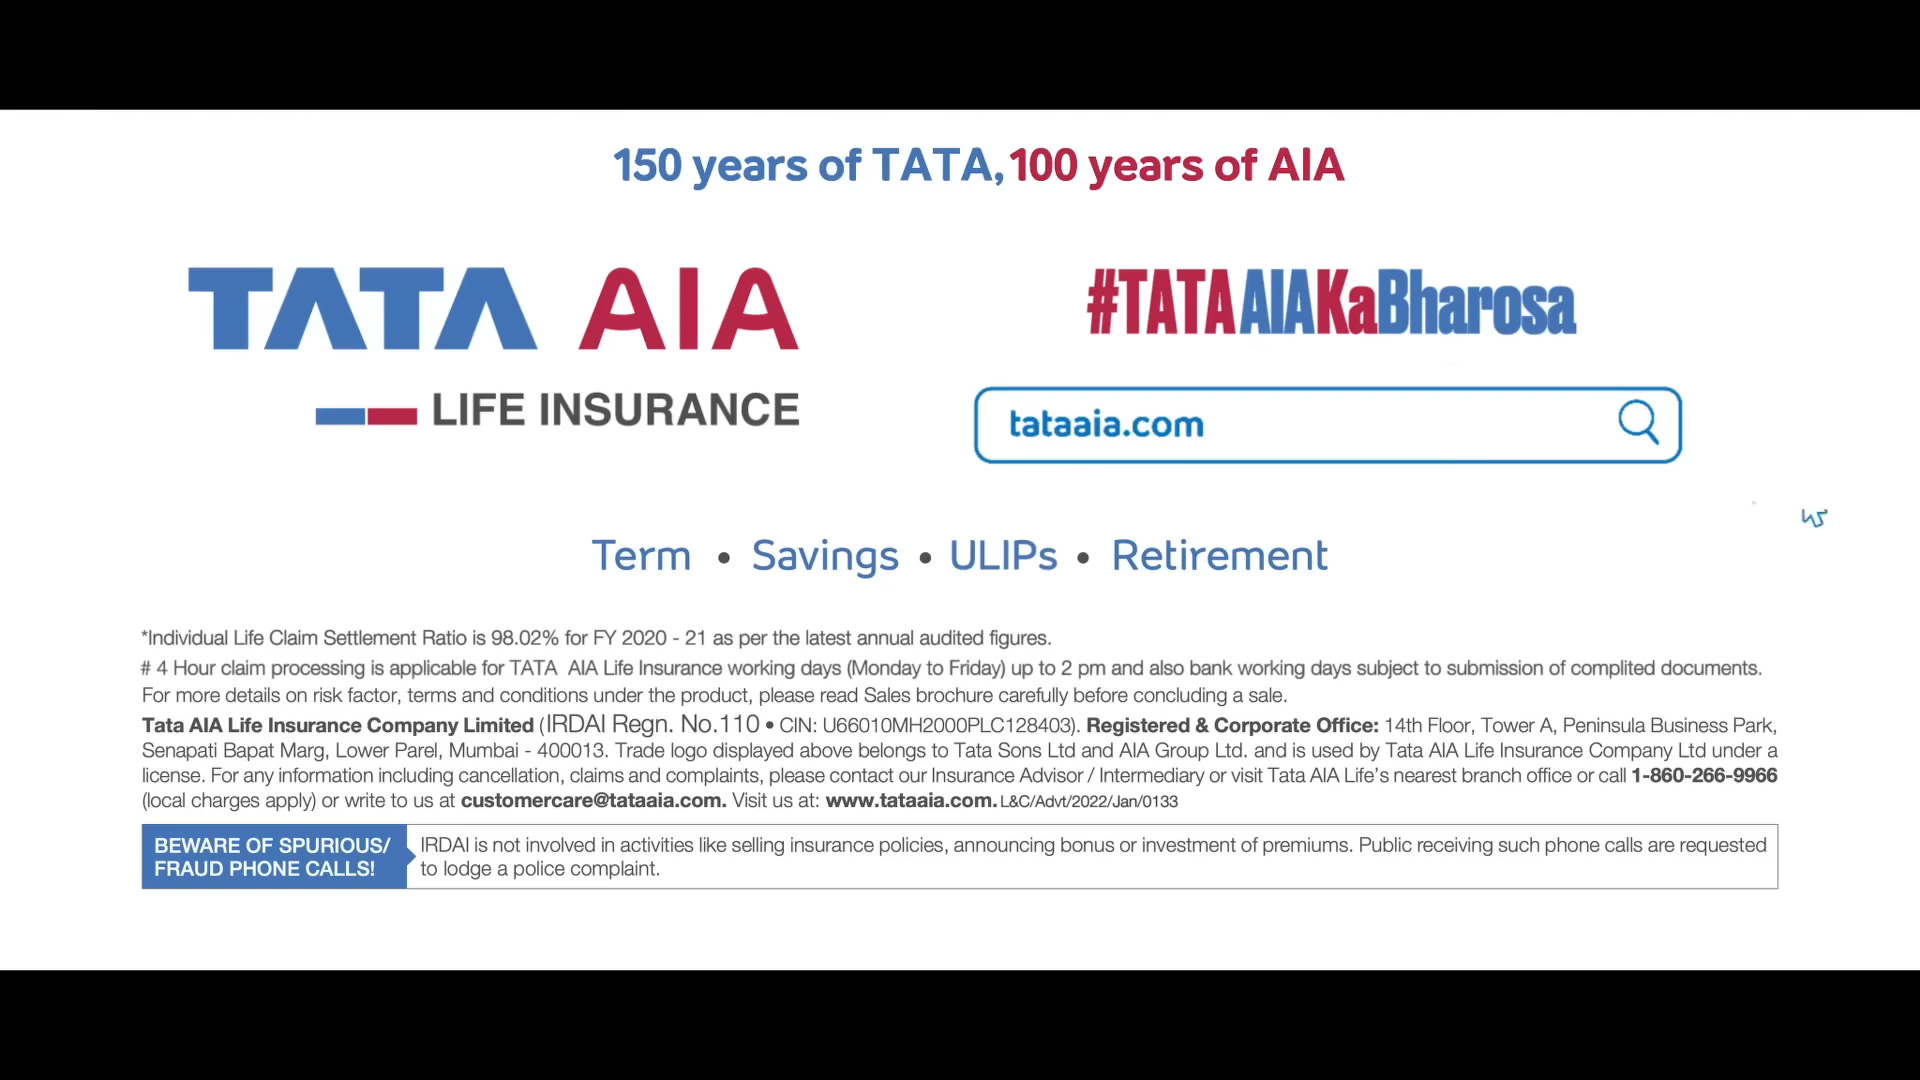 150 years of TATA, 100 years of AIA
TATA AIA
LIFE INSURANCE
#TATAAIAKaBharosa
tataaia.com
Term • Savings • ULIPs • Retirement
*Individual Life Claim Settlement Ratio is 98.02% for FY 2020 - 21 as per the latest annual audited figures.
# 4 Hour claim processing is applicable for TATA AIA Life Insurance working days (Monday to Friday) up to 2 pm and also bank working days subject to submission of complited documents.
For more details on risk factor, terms and conditions under the product, please read Sales brochure carefully before concluding a sale.
Tata AIA Life Insurance Company Limited (IRDAI Regn. No.110 • CIN: U66010MH2000PLC128403). Registered & Corporate Office: 14th Floor, Tower A, Peninsula Business Park,
Senapati Bapat Marg, Lower Parel, Mumbai - 400013. Trade logo displayed above belongs to Tata Sons Ltd and AIA Group Ltd. and is used by Tata AIA Life Insurance Company Ltd under a
license. For any information including cancellation, claims and complaints, please contact our Insurance Advisor / Intermediary or visit Tata AIA Life's nearest branch office or call 1-860-266-9966
(local charges apply) or write to us at customercare@tataaia.com. Visit us at: www.tataaia.com. L&C/Advt/2022/Jan/0133
BEWARE OF SPURIOUS/
FRAUD PHONE CALLS!
IRDAI is not involved in activities like selling insurance policies, announcing bonus or investment of premiums. Public receiving such phone calls are requested
to lodge a police complaint.